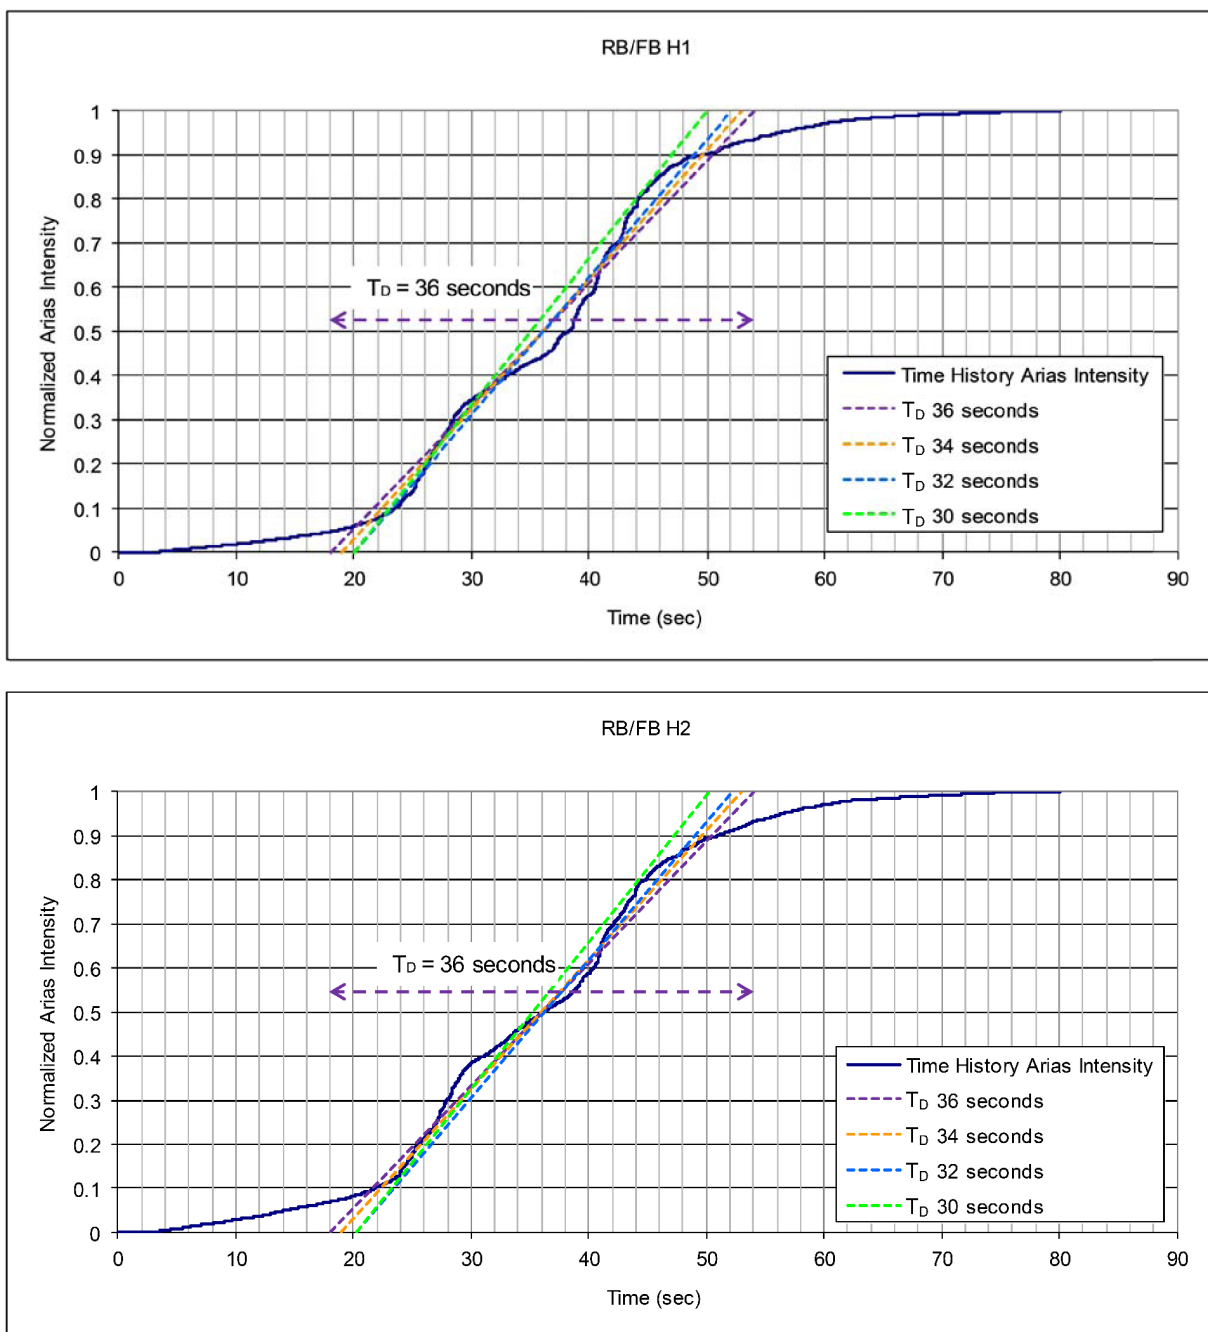 RB/FB H1
Normalized Arias Intensity
1
0.9
0.8
0.7
0.6
0.5
0.4
0.3
0.2
0.1
0
TD = 36 seconds
Time History Arias Intensity
TD 36 seconds
TD 34 seconds
TD 32 seconds
TD 30 seconds
0 10 20 30 40 50 60 70 80 90
Time (sec)
RB/FB H2
Normalized Arias Intensity
1
0.9
0.8
0.7
0.6
0.5
0.4
0.3
0.2
0.1
0
TD = 36 seconds
Time History Arias Intensity
TD 36 seconds
TD 34 seconds
TD 32 seconds
TD 30 seconds
0 10 20 30 40 50 60 70 80 90
Time (sec)